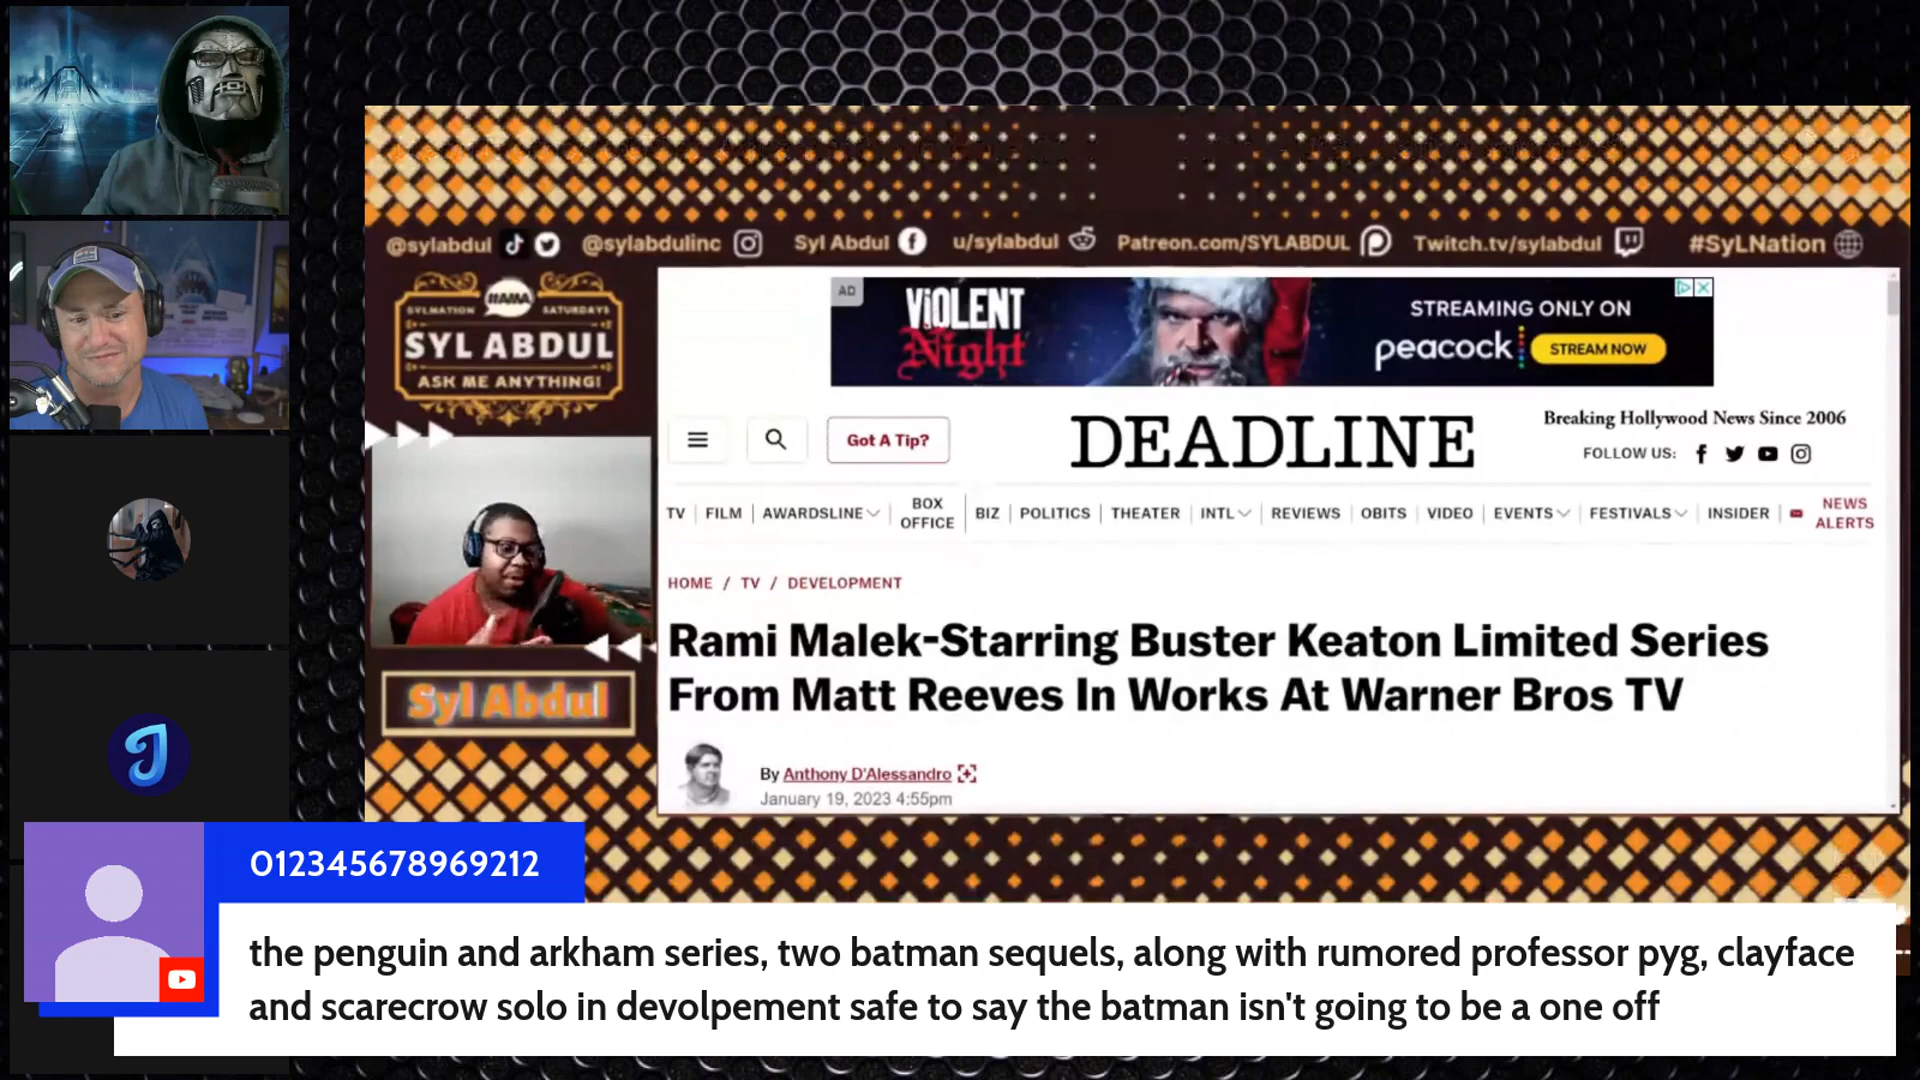 @sylabdul
@sylabdulinc
Syl Abdul
u/sylabdul
Patreon.com/SYLABDUL
Twitch.tv/sylabdul
#SyLNation
#AMA
SYLNATION SATURDAYS
SYL ABDUL
ASK ME ANYTHING!
Syl Abdul
AD
VIOLENT
Night
STREAMING ONLY ON
peacock
STREAM NOW
Got A Tip?
DEADLINE
Breaking Hollywood News Since 2006
FOLLOW US:
TV | FILM | AWARDSLINE | BOX OFFICE | BIZ | POLITICS | THEATER | INTL | REVIEWS | OBITS | VIDEO | EVENTS | FESTIVALS | INSIDER | NEWS ALERTS
HOME / TV / DEVELOPMENT
Rami Malek-Starring Buster Keaton Limited Series
From Matt Reeves In Works At Warner Bros TV
By Anthony D'Alessandro
January 19, 2023 4:55pm
012345678969212
the penguin and arkham series, two batman sequels, along with rumored professor pyg, clayface
and scarecrow solo in devolpement safe to say the batman isn't going to be a one off